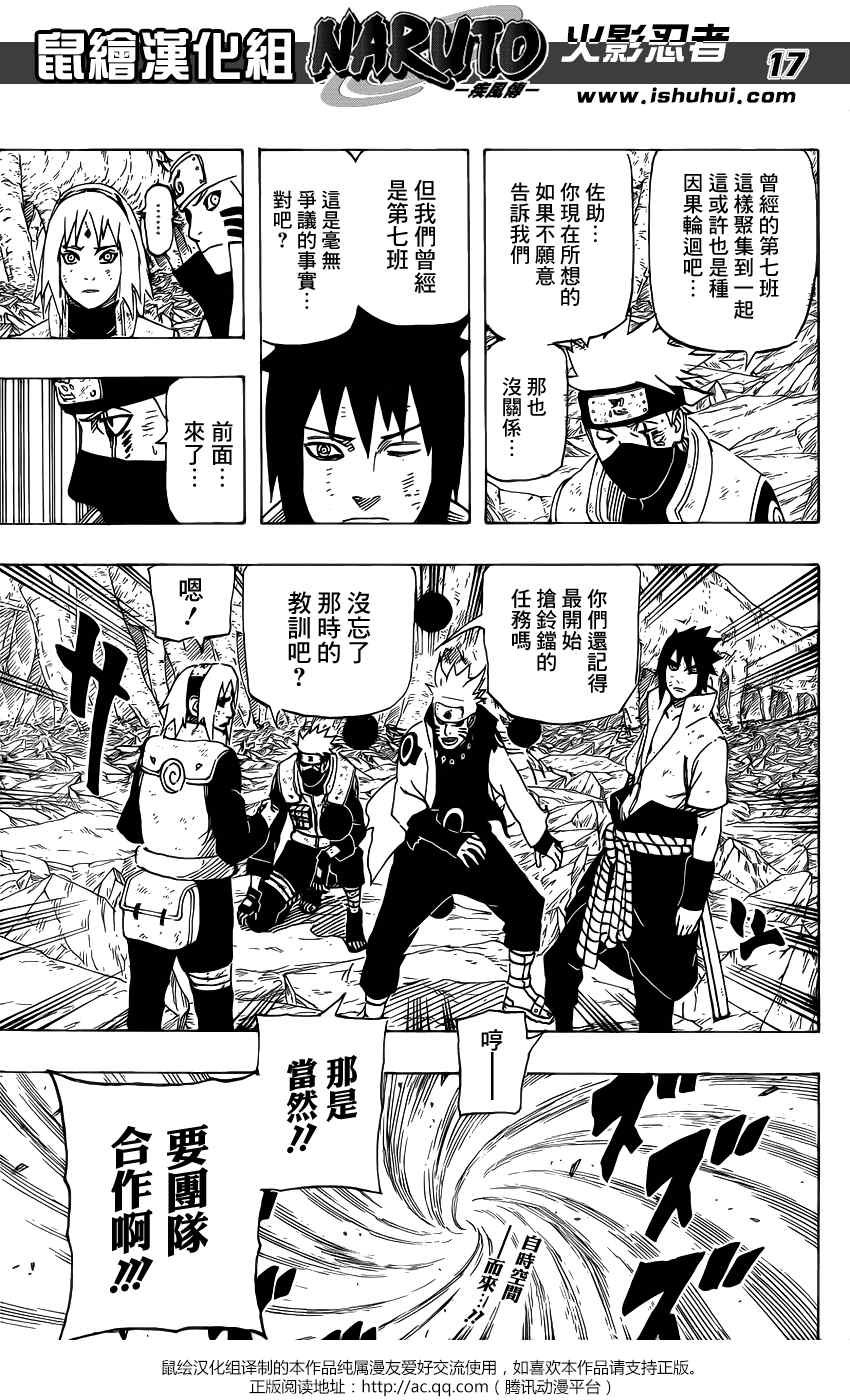 鼠繪漢化組
NARUTO
—疾風傳—
火影忍者
17
www.ishuhui.com
曾經的第七班
這樣聚集到一起
這或許也是種
因果輪迴吧…
佐助…
你現在所想的
如果不願意
告訴我們
那也
沒關係…
但我們曾經
是第七班
這是毫無
爭議的事實…
對吧？
………
前面…
來了…
你們還記得
最開始
搶鈴鐺的
任務嗎
沒忘了
那時的
教訓吧？
嗯！
哼——
那是
當然!!
要團隊
合作啊!!!
自時空間
——而來…!!
鼠绘汉化组译制的本作品纯属漫友爱好交流使用，如喜欢本作品请支持正版。
正版阅读地址：http://ac.qq.com（腾讯动漫平台）